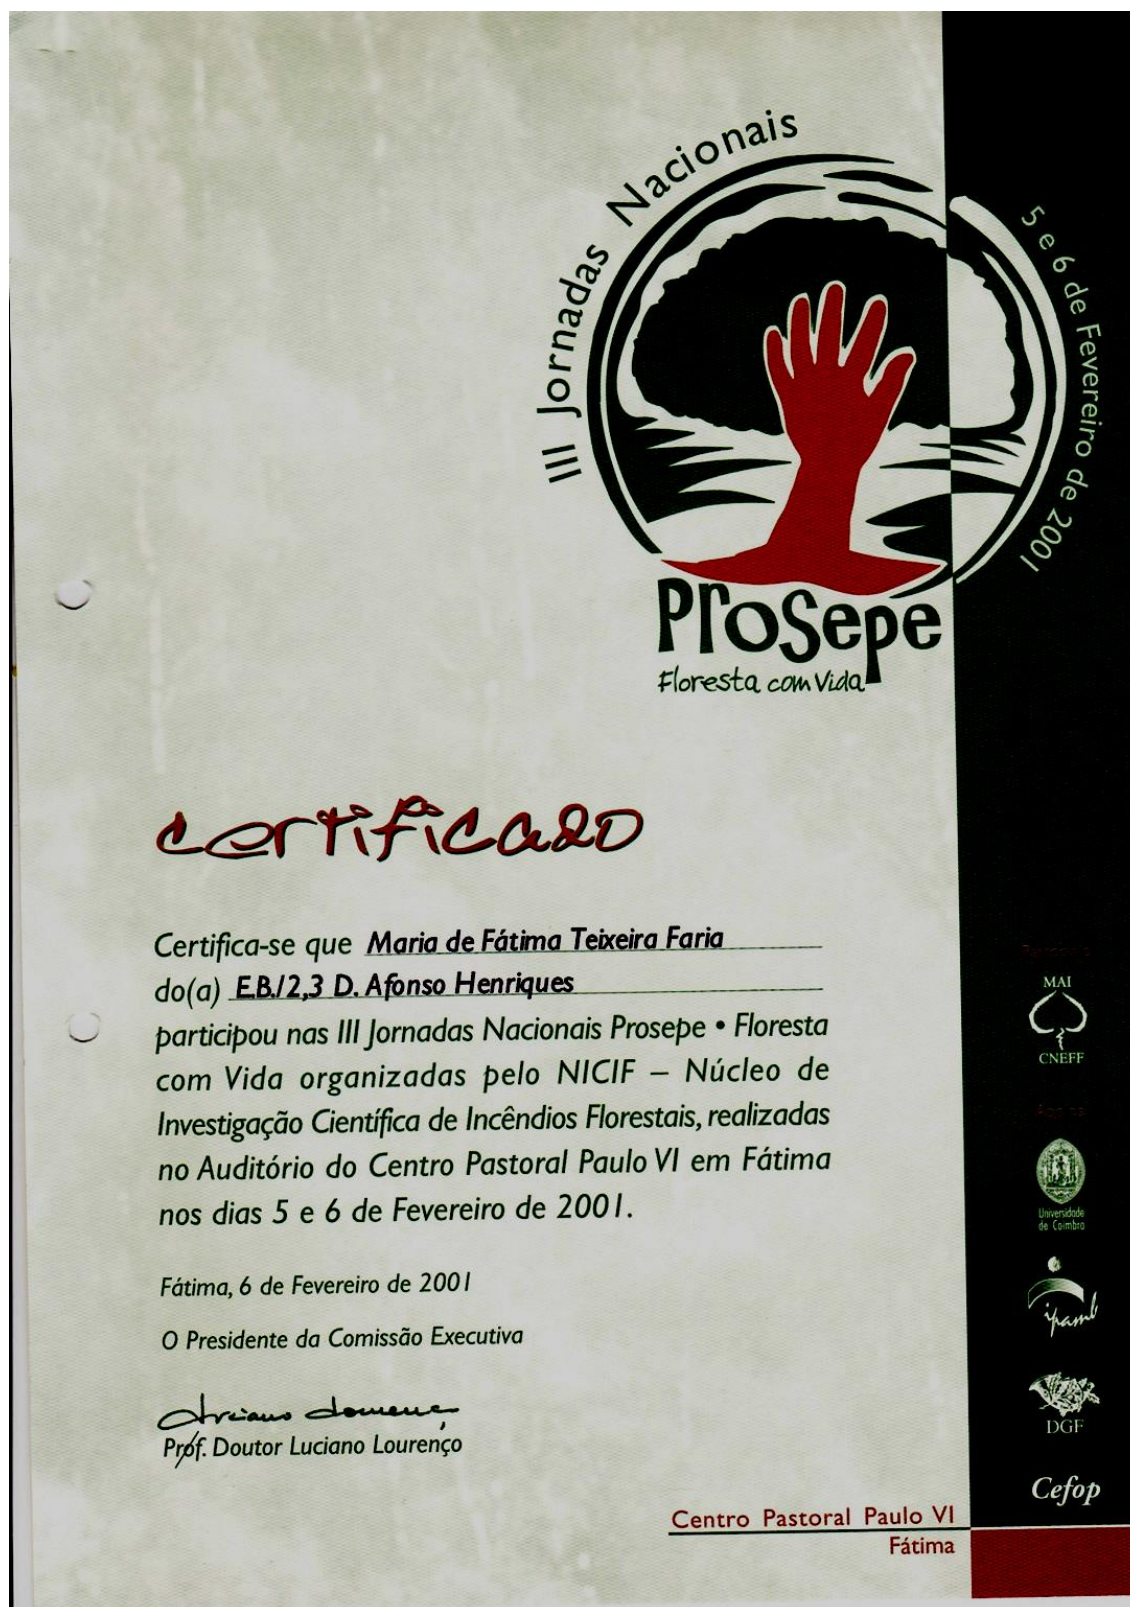 III Jornadas Nacionais
5 e 6 de Fevereiro de 2001
Prosepe
Floresta com Vida
Certificado
Certifica-se que Maria de Fátima Teixeira Faria
do(a) E.B./2,3 D. Afonso Henriques
participou nas III Jornadas Nacionais Prosepe • Floresta
com Vida organizadas pelo NICIF – Núcleo de
Investigação Científica de Incêndios Florestais, realizadas
no Auditório do Centro Pastoral Paulo VI em Fátima
nos dias 5 e 6 de Fevereiro de 2001.
Fátima, 6 de Fevereiro de 2001
O Presidente da Comissão Executiva
Luciano Lourenço
Prof. Doutor Luciano Lourenço
MAI
CNEFF
Universidade
de Coimbra
ipamb
DGF
Cefop
Centro Pastoral Paulo VI
Fátima